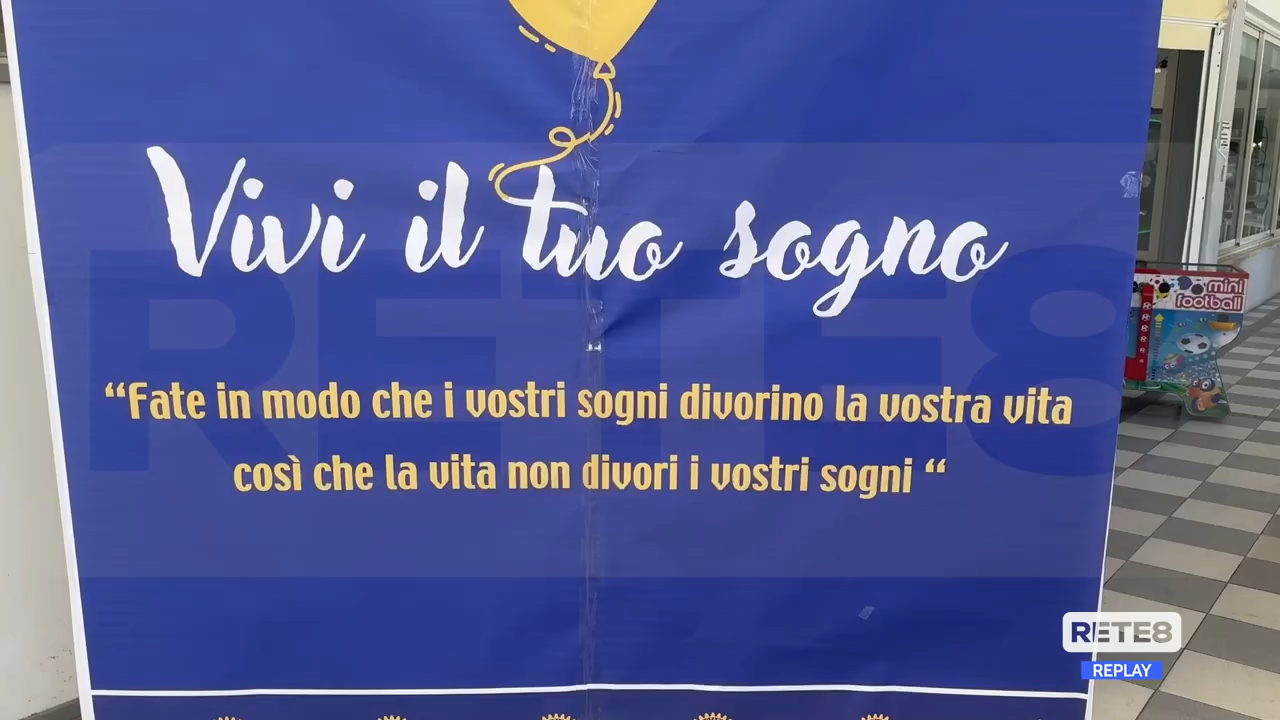 Vivi il tuo sogno
“Fate in modo che i vostri sogni divorino la vostra vita
così che la vita non divori i vostri sogni “
mini
football
RETE8
RETE8
REPLAY